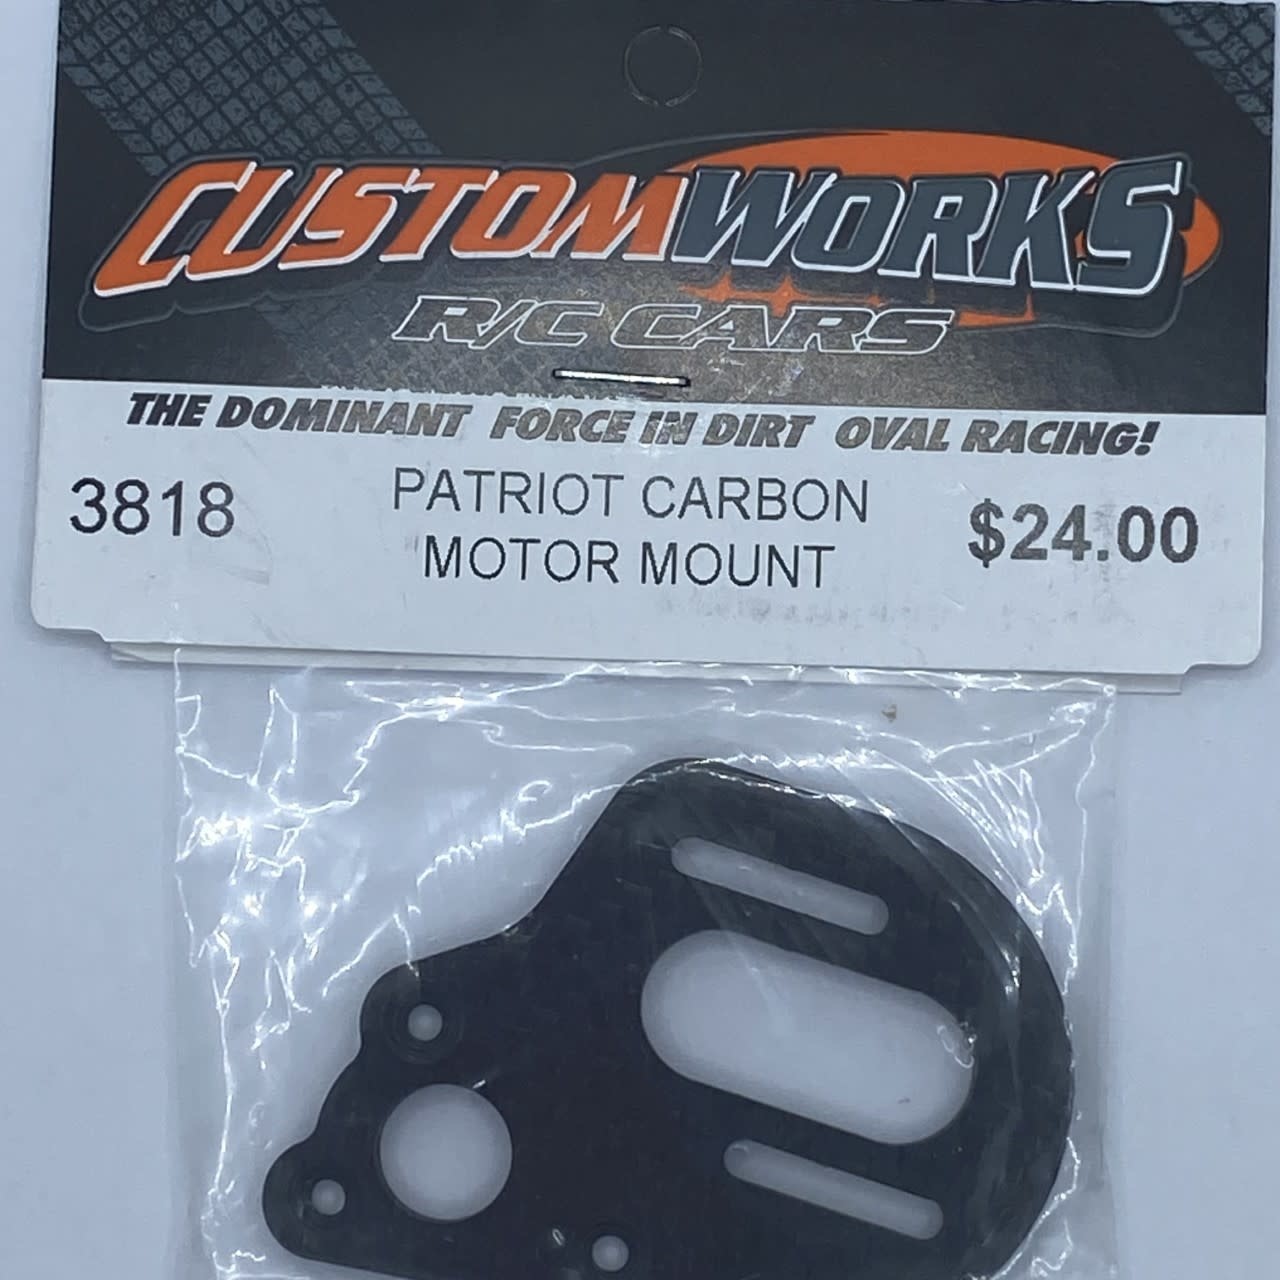 CUSTOMWORKS
R/C CARS
THE DOMINANT FORCE IN DIRT OVAL RACING!
3818 PATRIOT CARBON $24.00
MOTOR MOUNT